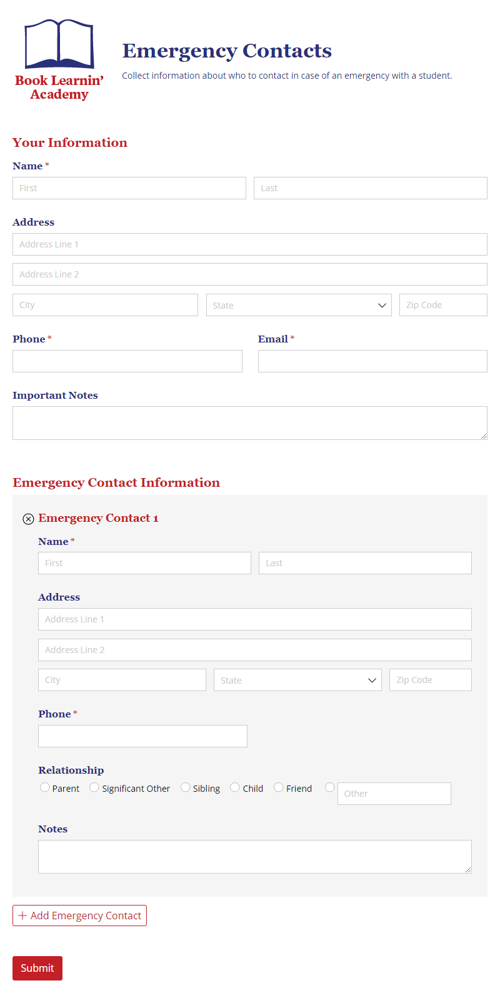 Book Learnin'
Academy
Emergency Contacts
Collect information about who to contact in case of an emergency with a student.
Your Information
Name *
First Last
Address
Address Line 1
Address Line 2
City State Zip Code
Phone * Email *
Important Notes
Emergency Contact Information
Emergency Contact 1
Name *
First Last
Address
Address Line 1
Address Line 2
City State Zip Code
Phone *
Relationship
Parent Significant Other Sibling Child Friend Other
Notes
+ Add Emergency Contact
Submit